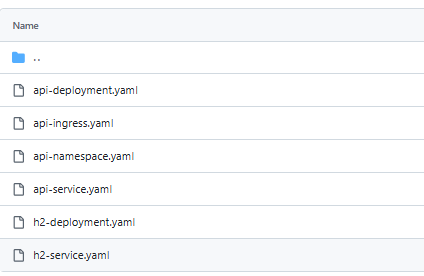 Name
..
api-deployment.yaml
api-ingress.yaml
api-namespace.yaml
api-service.yaml
h2-deployment.yaml
h2-service.yaml